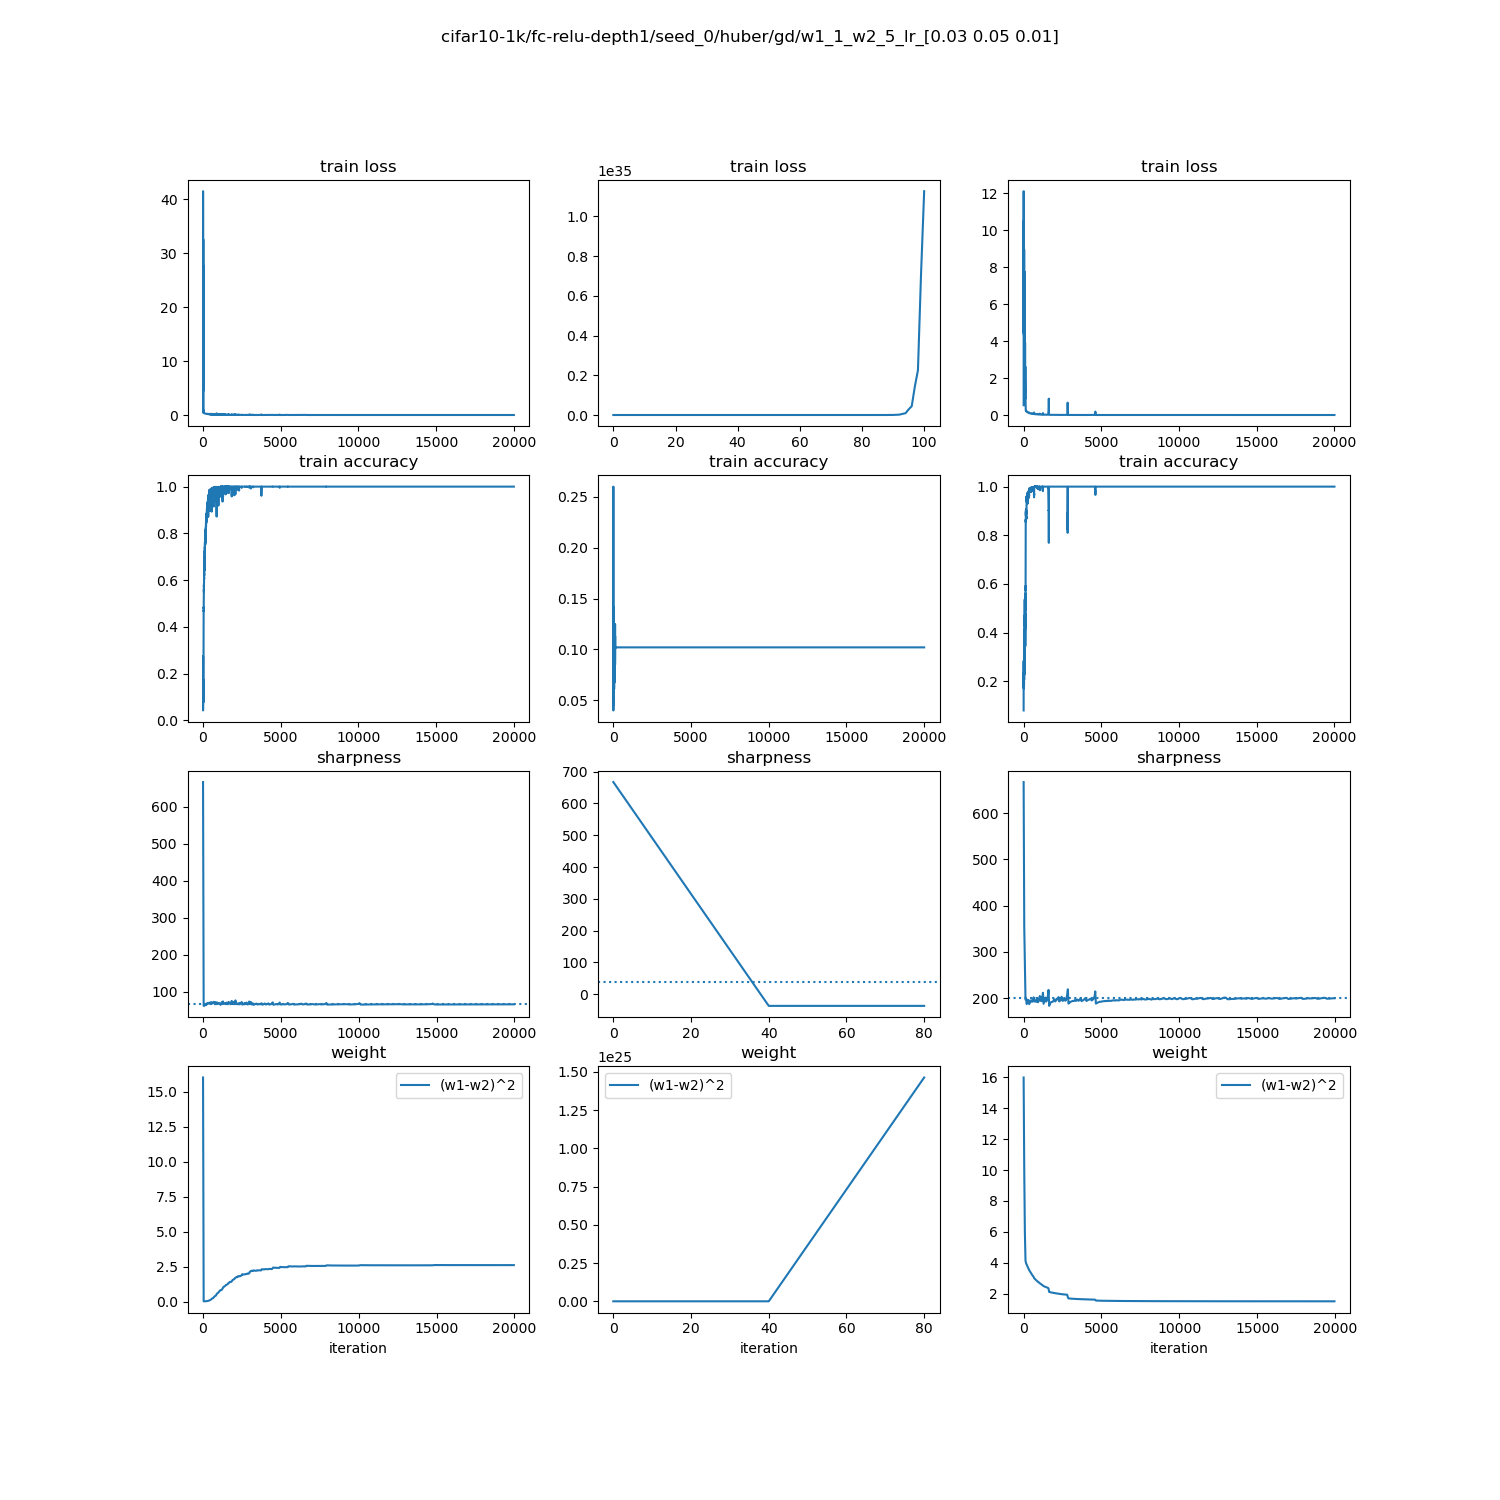 cifar10-1k/fc-relu-depth1/seed_0/huber/gd/w1_1_w2_5_lr_[0.03 0.05 0.01]
train loss
40
30
20
10
0
0 5000 10000 15000 20000
train loss
1e35
1.0
0.8
0.6
0.4
0.2
0.0
0 20 40 60 80 100
train loss
12
10
8
6
4
2
0
0 5000 10000 15000 20000
train accuracy
1.0
0.8
0.6
0.4
0.2
0.0
0 5000 10000 15000 20000
train accuracy
0.25
0.20
0.15
0.10
0.05
0 5000 10000 15000 20000
train accuracy
1.0
0.8
0.6
0.4
0.2
0 5000 10000 15000 20000
sharpness
600
500
400
300
200
100
0 5000 10000 15000 20000
sharpness
700
600
500
400
300
200
100
0
0 20 40 60 80
sharpness
600
500
400
300
200
0 5000 10000 15000 20000
weight
(w1-w2)^2
15.0
12.5
10.0
7.5
5.0
2.5
0.0
0 5000 10000 15000 20000
iteration
weight
1e25
(w1-w2)^2
1.50
1.25
1.00
0.75
0.50
0.25
0.00
0 20 40 60 80
iteration
weight
(w1-w2)^2
16
14
12
10
8
6
4
2
0 5000 10000 15000 20000
iteration